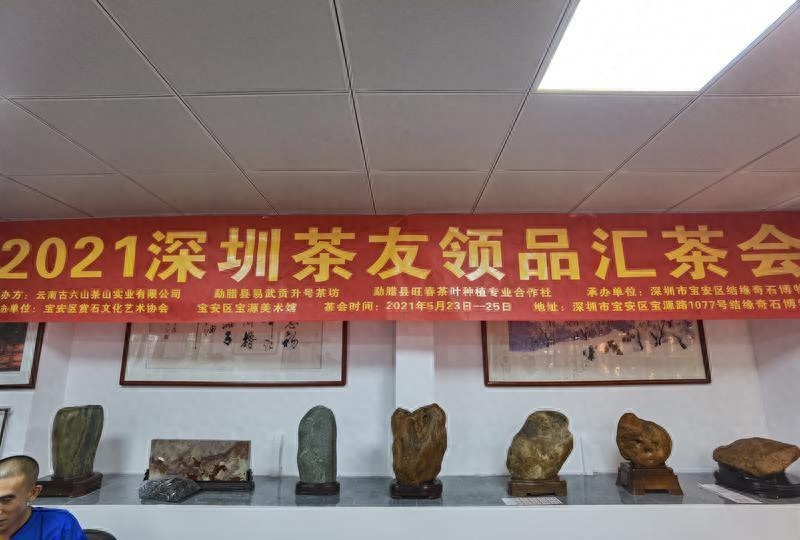 2021深圳茶友领品汇茶会
办方：云南古六山茶山实业有限公司 勐腊县易武贡升号茶坊 勐腊县旺春茶叶种植专业合作社 承办单位：深圳市宝安区结缘奇石博物
办单位：宝安区赏石文化艺术协会 宝安区宝源美术馆 茶会时间：2021年5月23日—25日 地址：深圳市宝安区宝源路1077号结缘奇石博